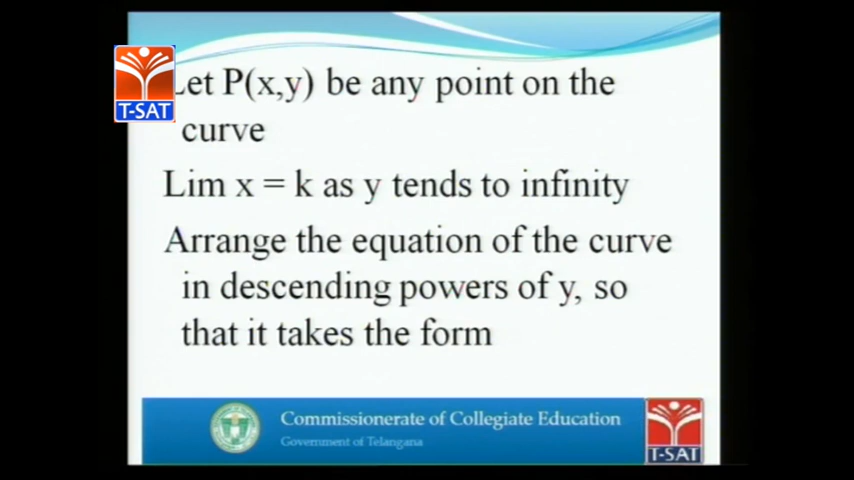 Let P(x,y) be any point on the
curve
Lim x = k as y tends to infinity
Arrange the equation of the curve
in descending powers of y, so
that it takes the form
T-SAT
Commissionerate of Collegiate Education
Government of Telangana
T-SAT